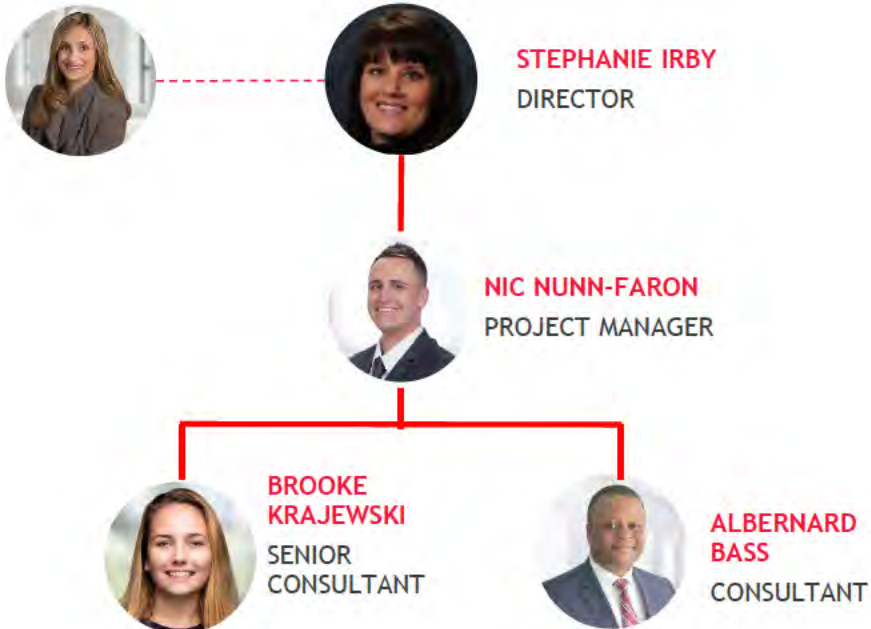 STEPHANIE IRBY
DIRECTOR
NIC NUNN-FARON
PROJECT MANAGER
BROOKE
KRAJEWSKI
SENIOR
CONSULTANT
ALBERNARD
BASS
CONSULTANT